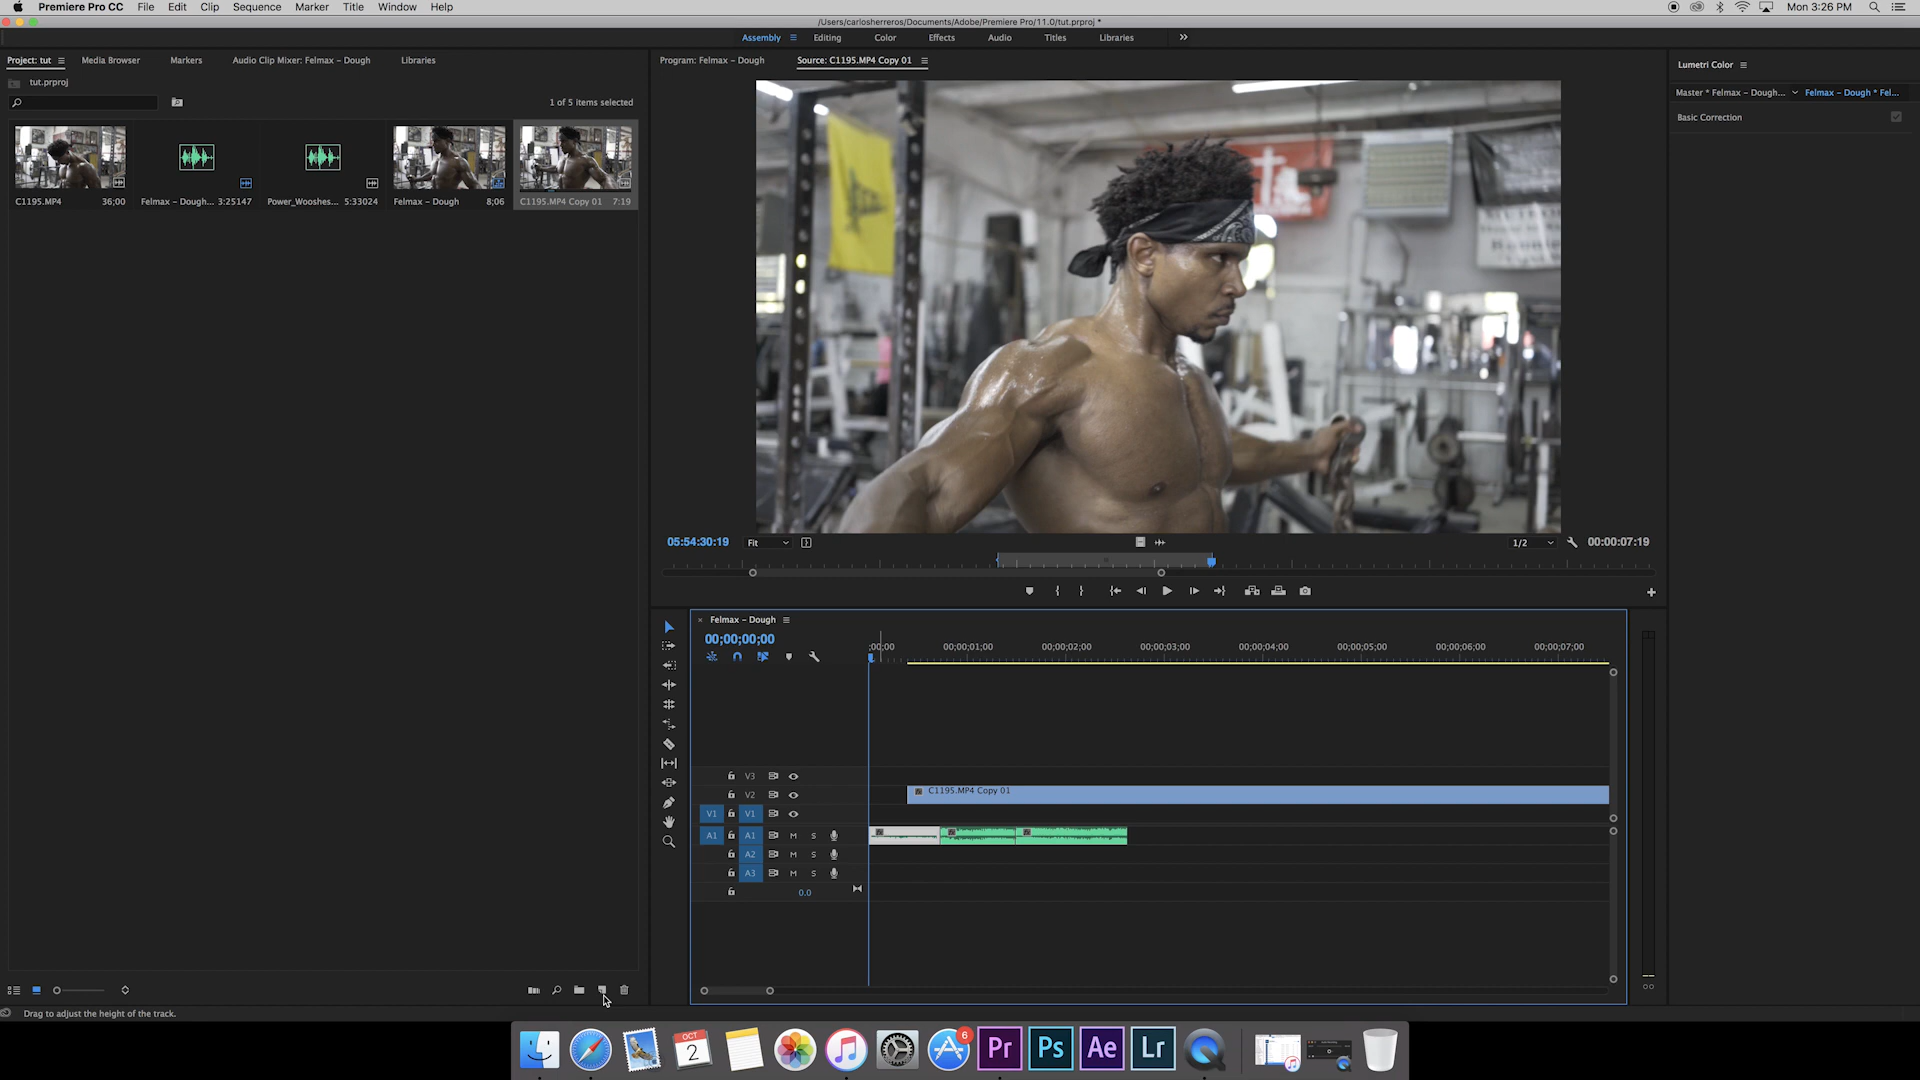 Premiere Pro CC File Edit Clip Sequence Marker Title Window Help Mon 3:26 PM
/Users/carlosherreros/Documents/Adobe/Premiere Pro/11.0/tut.prproj *
Assembly Editing Color Effects Audio Titles Libraries
Project: tut Media Browser Markers Audio Clip Mixer: Felmax – Dough Libraries
tut.prproj
1 of 5 items selected
C1195.MP4 36;00
Felmax – Dough... 3:25147
Power_Wooshes... 5:33024
Felmax – Dough 8;06
C1195.MP4 Copy 01 7:19
Program: Felmax – Dough Source: C1195.MP4 Copy 01
05:54:30:19 Fit 1/2 00:00:07:19
Lumetri Color
Master * Felmax – Dough... Felmax – Dough * Fel...
Basic Correction
× Felmax – Dough
00;00;00;00
;00;00 00;00;01;00 00;00;02;00 00;00;03;00 00;00;04;00 00;00;05;00 00;00;06;00 00;00;07;00
V3
V2 C1195.MP4 Copy 01
V1 V1
A1 A1 M S
A2 M S
A3 M S
0.0
Drag to adjust the height of the track.
OCT
2
6
Pr Ps Ae Lr